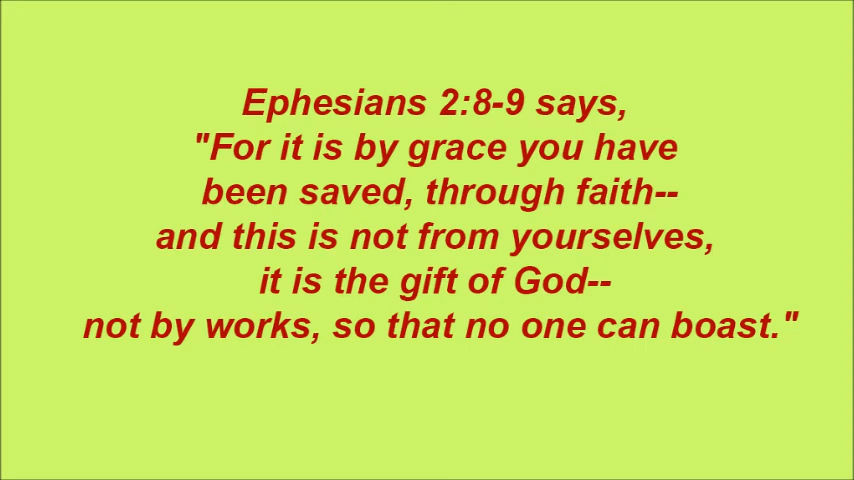 Ephesians 2:8-9 says,
"For it is by grace you have
been saved, through faith--
and this is not from yourselves,
it is the gift of God--
not by works, so that no one can boast."